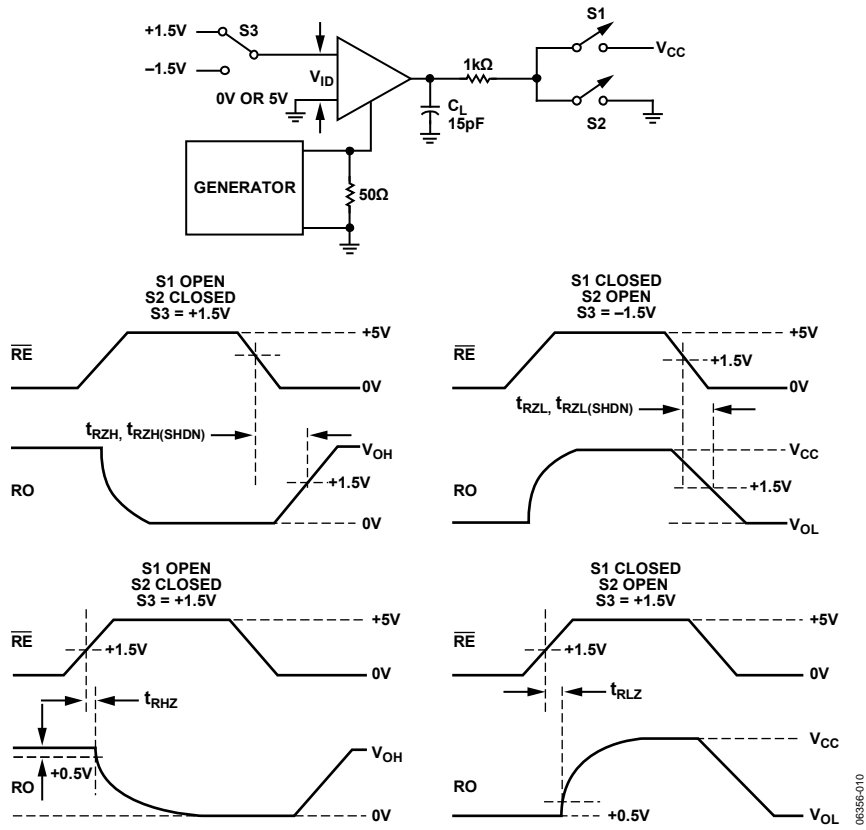 +1.5V
S3
–1.5V
V_ID
0V OR 5V
1kΩ
S1
V_CC
C_L
15pF
S2
GENERATOR
50Ω
S1 OPEN
S2 CLOSED
S3 = +1.5V
RE
+5V
+1.5V
0V
t_RZH, t_RZH(SHDN)
RO
V_OH
+1.5V
0V
S1 CLOSED
S2 OPEN
S3 = –1.5V
RE
+5V
+1.5V
0V
t_RZL, t_RZL(SHDN)
RO
V_CC
+1.5V
V_OL
S1 OPEN
S2 CLOSED
S3 = +1.5V
RE
+5V
+1.5V
0V
t_RHZ
RO
+0.5V
V_OH
0V
S1 CLOSED
S2 OPEN
S3 = +1.5V
RE
+5V
+1.5V
0V
t_RLZ
RO
V_CC
+0.5V
V_OL
06356-010